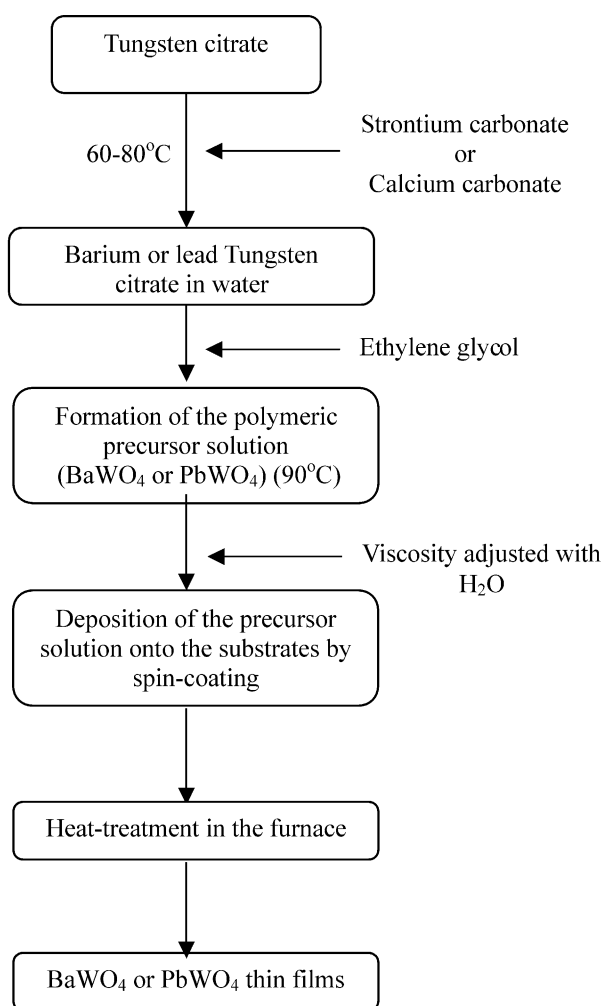 Tungsten citrate
60-80°C
Strontium carbonate
or
Calcium carbonate
Barium or lead Tungsten
citrate in water
Ethylene glycol
Formation of the polymeric
precursor solution
(BaWO₄ or PbWO₄) (90°C)
Viscosity adjusted with
H₂O
Deposition of the precursor
solution onto the substrates by
spin-coating
Heat-treatment in the furnace
BaWO₄ or PbWO₄ thin films